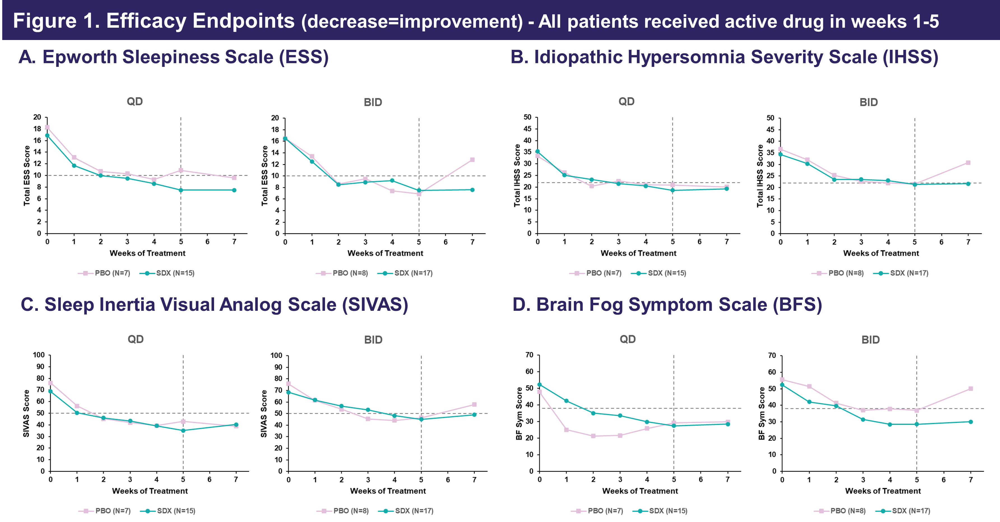 Figure 1. Efficacy Endpoints (decrease=improvement) - All patients received active drug in weeks 1-5
A. Epworth Sleepiness Scale (ESS)
QD
Total ESS Score
20
18
16
14
12
10
8
6
4
2
0
0 1 2 3 4 5 6 7
Weeks of Treatment
PBO (N=7) SDX (N=15)
BID
Total ESS Score
20
18
16
14
12
10
8
6
4
2
0
0 1 2 3 4 5 6 7
Weeks of Treatment
PBO (N=8) SDX (N=17)
B. Idiopathic Hypersomnia Severity Scale (IHSS)
QD
Total IHSS Score
50
45
40
35
30
25
20
15
10
5
0
0 1 2 3 4 5 6 7
Weeks of Treatment
PBO (N=7) SDX (N=15)
BID
Total IHSS Score
50
45
40
35
30
25
20
15
10
5
0
0 1 2 3 4 5 6 7
Weeks of Treatment
PBO (N=8) SDX (N=17)
C. Sleep Inertia Visual Analog Scale (SIVAS)
QD
SIVAS Score
100
90
80
70
60
50
40
30
20
10
0
0 1 2 3 4 5 6 7
Weeks of Treatment
PBO (N=7) SDX (N=15)
BID
SIVAS Score
100
90
80
70
60
50
40
30
20
10
0
0 1 2 3 4 5 6 7
Weeks of Treatment
PBO (N=8) SDX (N=17)
D. Brain Fog Symptom Scale (BFS)
QD
BF Sym Score
70
60
50
40
30
20
10
0
0 1 2 3 4 5 6 7
Weeks of Treatment
PBO (N=7) SDX (N=15)
BID
BF Sym Score
70
60
50
40
30
20
10
0
0 1 2 3 4 5 6 7
Weeks of Treatment
PBO (N=8) SDX (N=17)